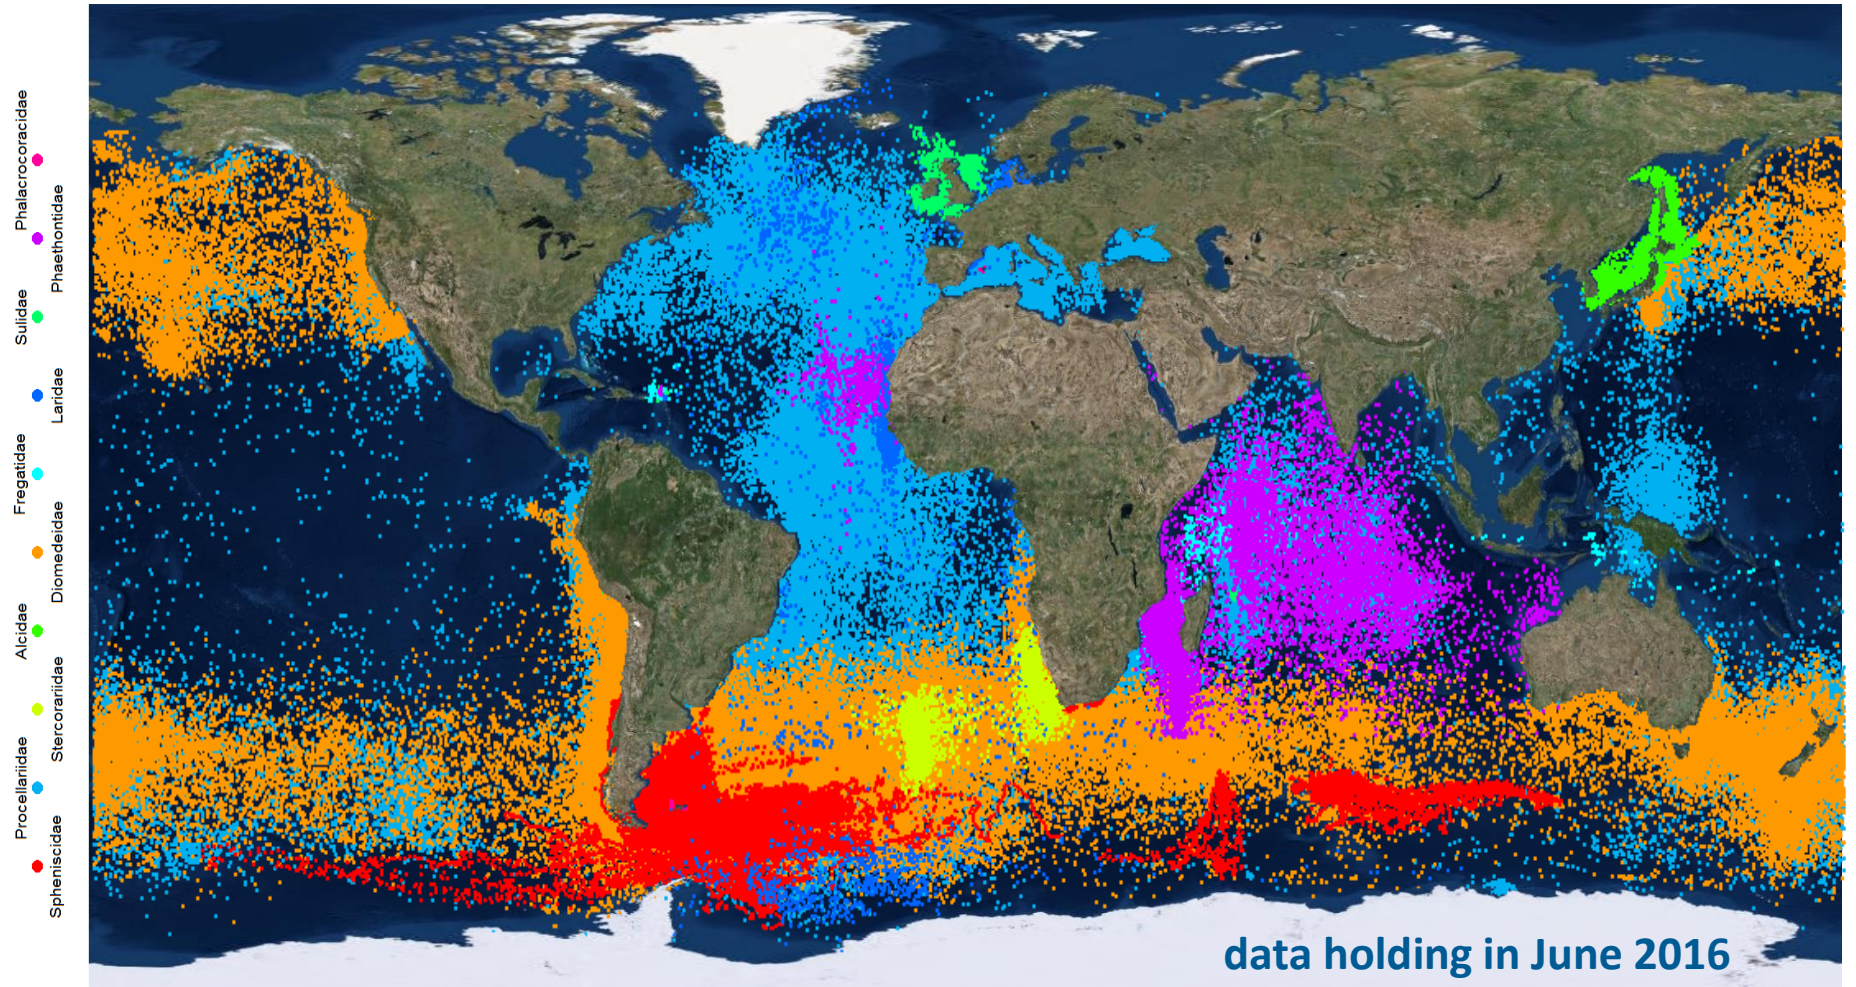 Phalacrocoracidae
Phaethontidae
Sulidae
Laridae
Fregatidae
Diomedeidae
Alcidae
Stercorariidae
Procellariidae
Spheniscidae
data holding in June 2016